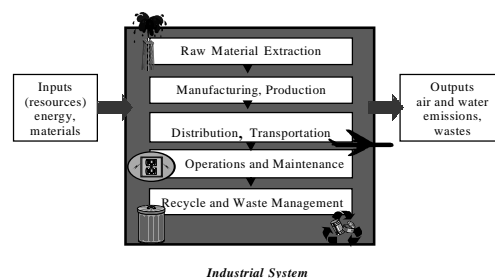 Raw Material Extraction
Inputs
(resources)
energy,
materials
Manufacturing, Production
Outputs
air and water
emissions,
wastes
Distribution, Transportation
Operations and Maintenance
Recycle and Waste Management
Industrial System